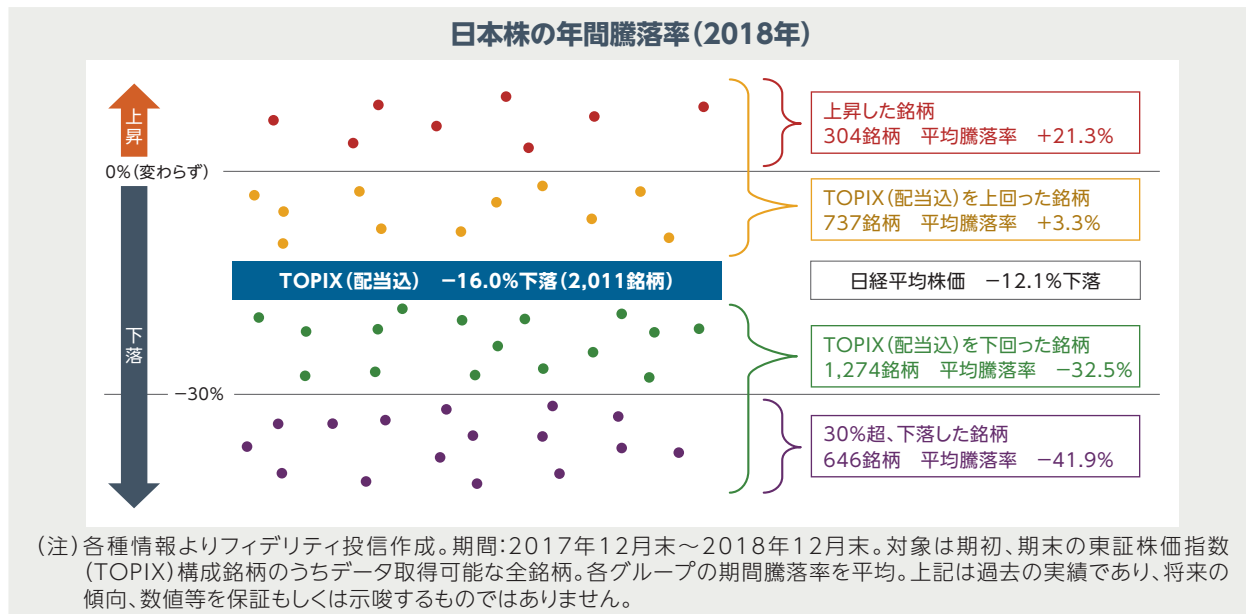 日本株の年間騰落率(2018年)
上昇
0%(変わらず)
下落
−30%
上昇した銘柄
304銘柄 平均騰落率 +21.3%
TOPIX(配当込)を上回った銘柄
737銘柄 平均騰落率 +3.3%
TOPIX(配当込) −16.0%下落(2,011銘柄)
日経平均株価 −12.1%下落
TOPIX(配当込)を下回った銘柄
1,274銘柄 平均騰落率 −32.5%
30%超、下落した銘柄
646銘柄 平均騰落率 −41.9%
(注)各種情報よりフィデリティ投信作成。期間:2017年12月末~2018年12月末。対象は期初、期末の東証株価指数
(TOPIX)構成銘柄のうちデータ取得可能な全銘柄。各グループの期間騰落率を平均。上記は過去の実績であり、将来の
傾向、数値等を保証もしくは示唆するものではありません。